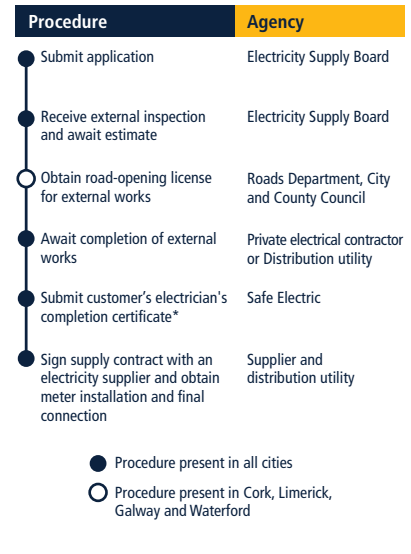 Procedure Agency
Submit application Electricity Supply Board
Receive external inspection Electricity Supply Board
and await estimate
Obtain road-opening license Roads Department, City
for external works and County Council
Await completion of external Private electrical contractor
works or Distribution utility
Submit customer’s electrician's Safe Electric
completion certificate*
Sign supply contract with an Supplier and
electricity supplier and obtain distribution utility
meter installation and final
connection
Procedure present in all cities
Procedure present in Cork, Limerick,
Galway and Waterford